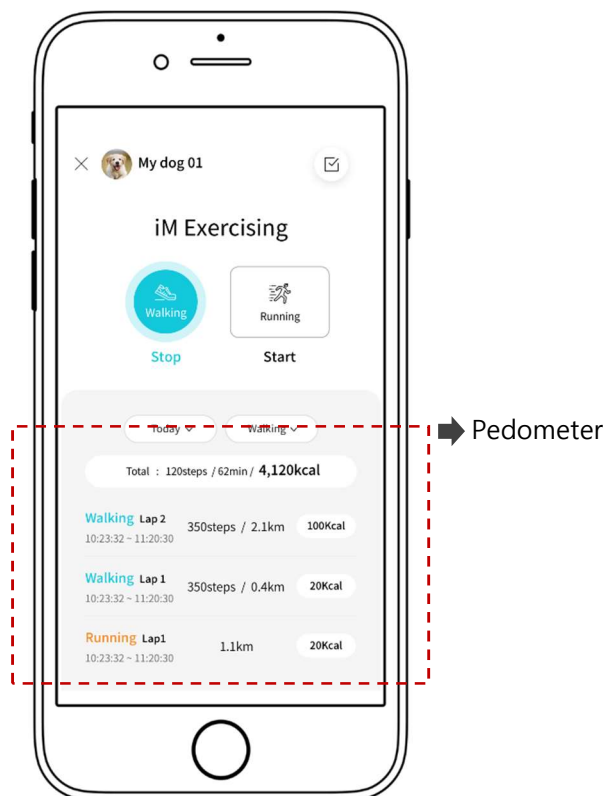 My dog 01
iM Exercising
Walking
Running
Stop
Start
Today
Walking
Total : 120steps / 62min / 4,120kcal
Walking Lap 2
350steps / 2.1km
100Kcal
10:23:32 ~ 11:20:30
Walking Lap 1
350steps / 0.4km
20Kcal
10:23:32 ~ 11:20:30
Running Lap1
1.1km
20Kcal
10:23:32 ~ 11:20:30
Pedometer